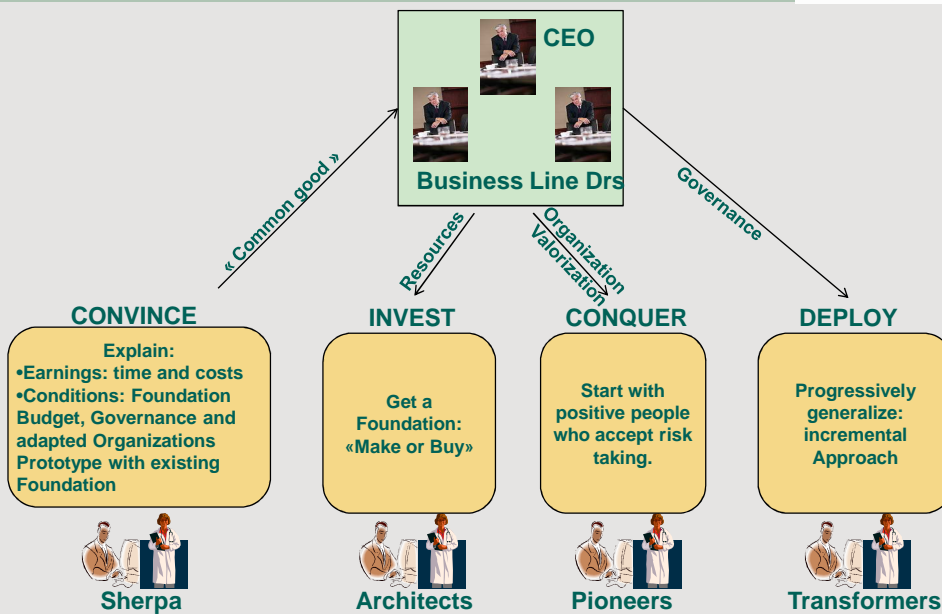 CEO
Business Line Drs
« Common good »
Resources
Organization
Valorization
Governance
CONVINCE
Explain:
•Earnings: time and costs
•Conditions: Foundation
Budget, Governance and
adapted Organizations
Prototype with existing
Foundation
Sherpa
INVEST
Get a
Foundation:
«Make or Buy»
Architects
CONQUER
Start with
positive people
who accept risk
taking.
Pioneers
DEPLOY
Progressively
generalize:
incremental
Approach
Transformers